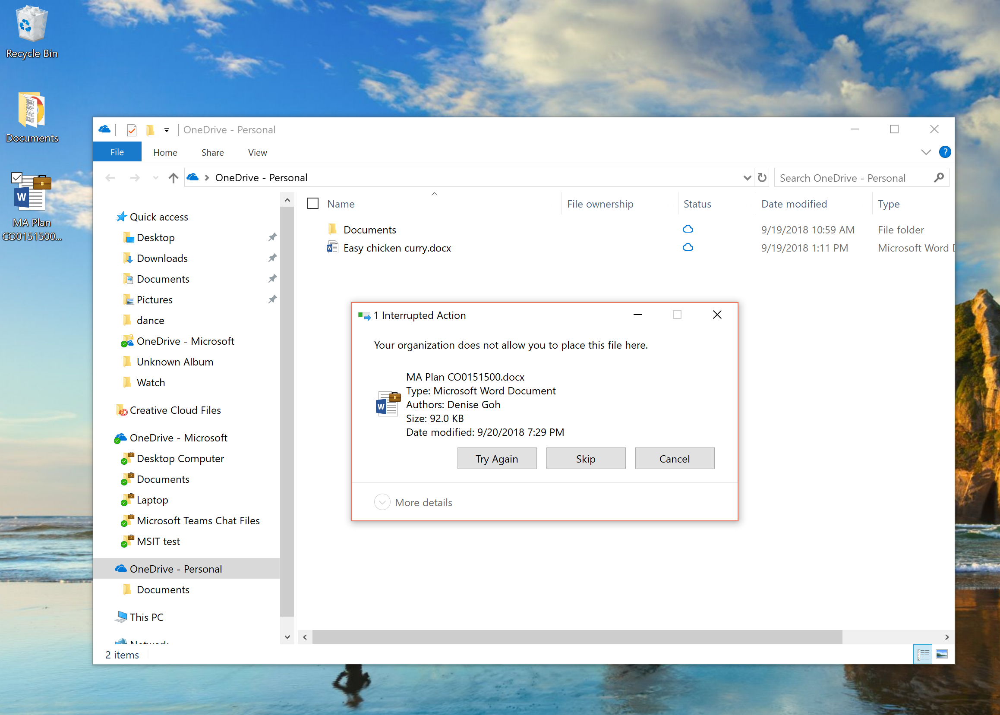 Recycle Bin
Documents
MA Plan
CO0151500...
OneDrive - Personal
File Home Share View
?
OneDrive - Personal
Search OneDrive - Personal
Quick access
Desktop
Downloads
Documents
Pictures
dance
OneDrive - Microsoft
Unknown Album
Watch
Creative Cloud Files
OneDrive - Microsoft
Desktop Computer
Documents
Laptop
Microsoft Teams Chat Files
MSIT test
OneDrive - Personal
Documents
This PC
Network
Name File ownership Status Date modified Type
Documents 9/19/2018 10:59 AM File folder
Easy chicken curry.docx 9/19/2018 1:11 PM Microsoft Word D
1 Interrupted Action
Your organization does not allow you to place this file here.
MA Plan CO0151500.docx
Type: Microsoft Word Document
Authors: Denise Goh
Size: 92.0 KB
Date modified: 9/20/2018 7:29 PM
Try Again Skip Cancel
More details
2 items